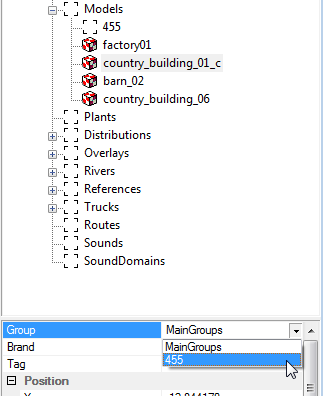 Models
455
factory01
country_building_01_c
barn_02
country_building_06
Plants
Distributions
Overlays
Rivers
References
Trucks
Routes
Sounds
SoundDomains
Group MainGroups
Brand MainGroups
Tag 455
Position